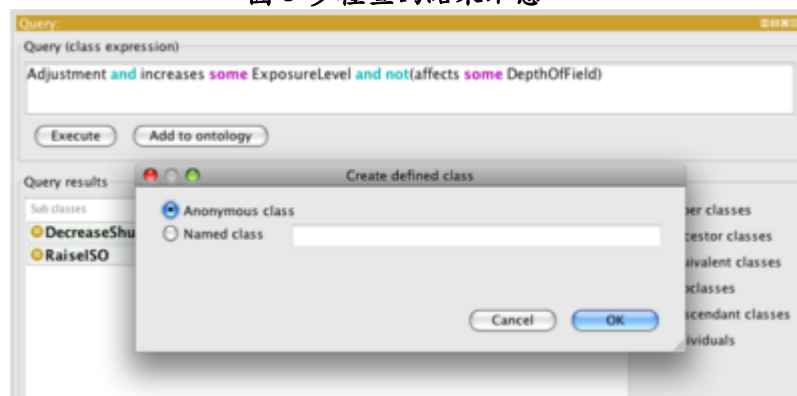 Query:
Query (class expression)
Adjustment and increases some ExposureLevel and not(affects some DepthOfField)
Execute
Add to ontology
Create defined class
Query results
Sub classes
Anonymous class
Named class
DecreaseShu
RaiseISO
Cancel
OK
per classes
cestor classes
uivalent classes
classes
scendant classes
ividuals